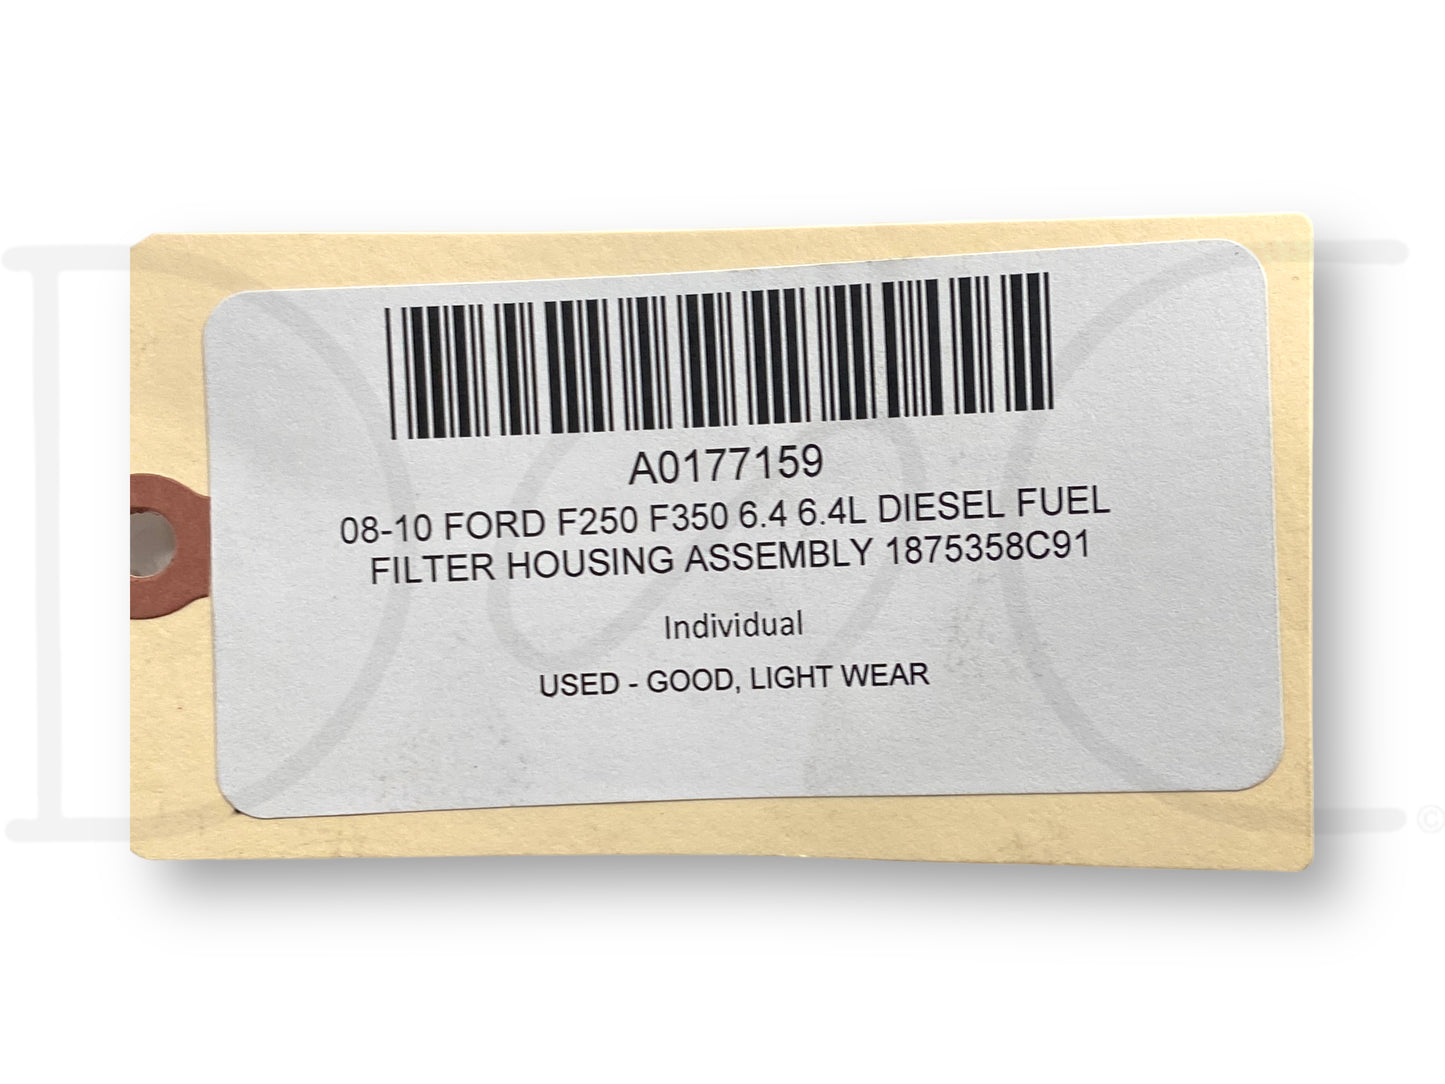 A0177159
08-10 FORD F250 F350 6.4 6.4L DIESEL FUEL
FILTER HOUSING ASSEMBLY 1875358C91
Individual
USED - GOOD, LIGHT WEAR
©